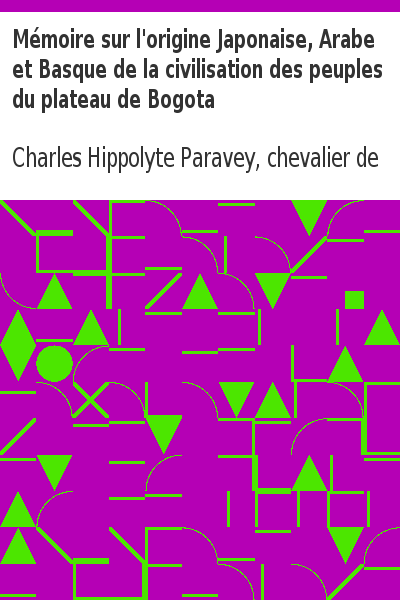 Mémoire sur l'origine Japonaise, Arabe
et Basque de la civilisation des peuples
du plateau de Bogota
Charles Hippolyte Paravey, chevalier de